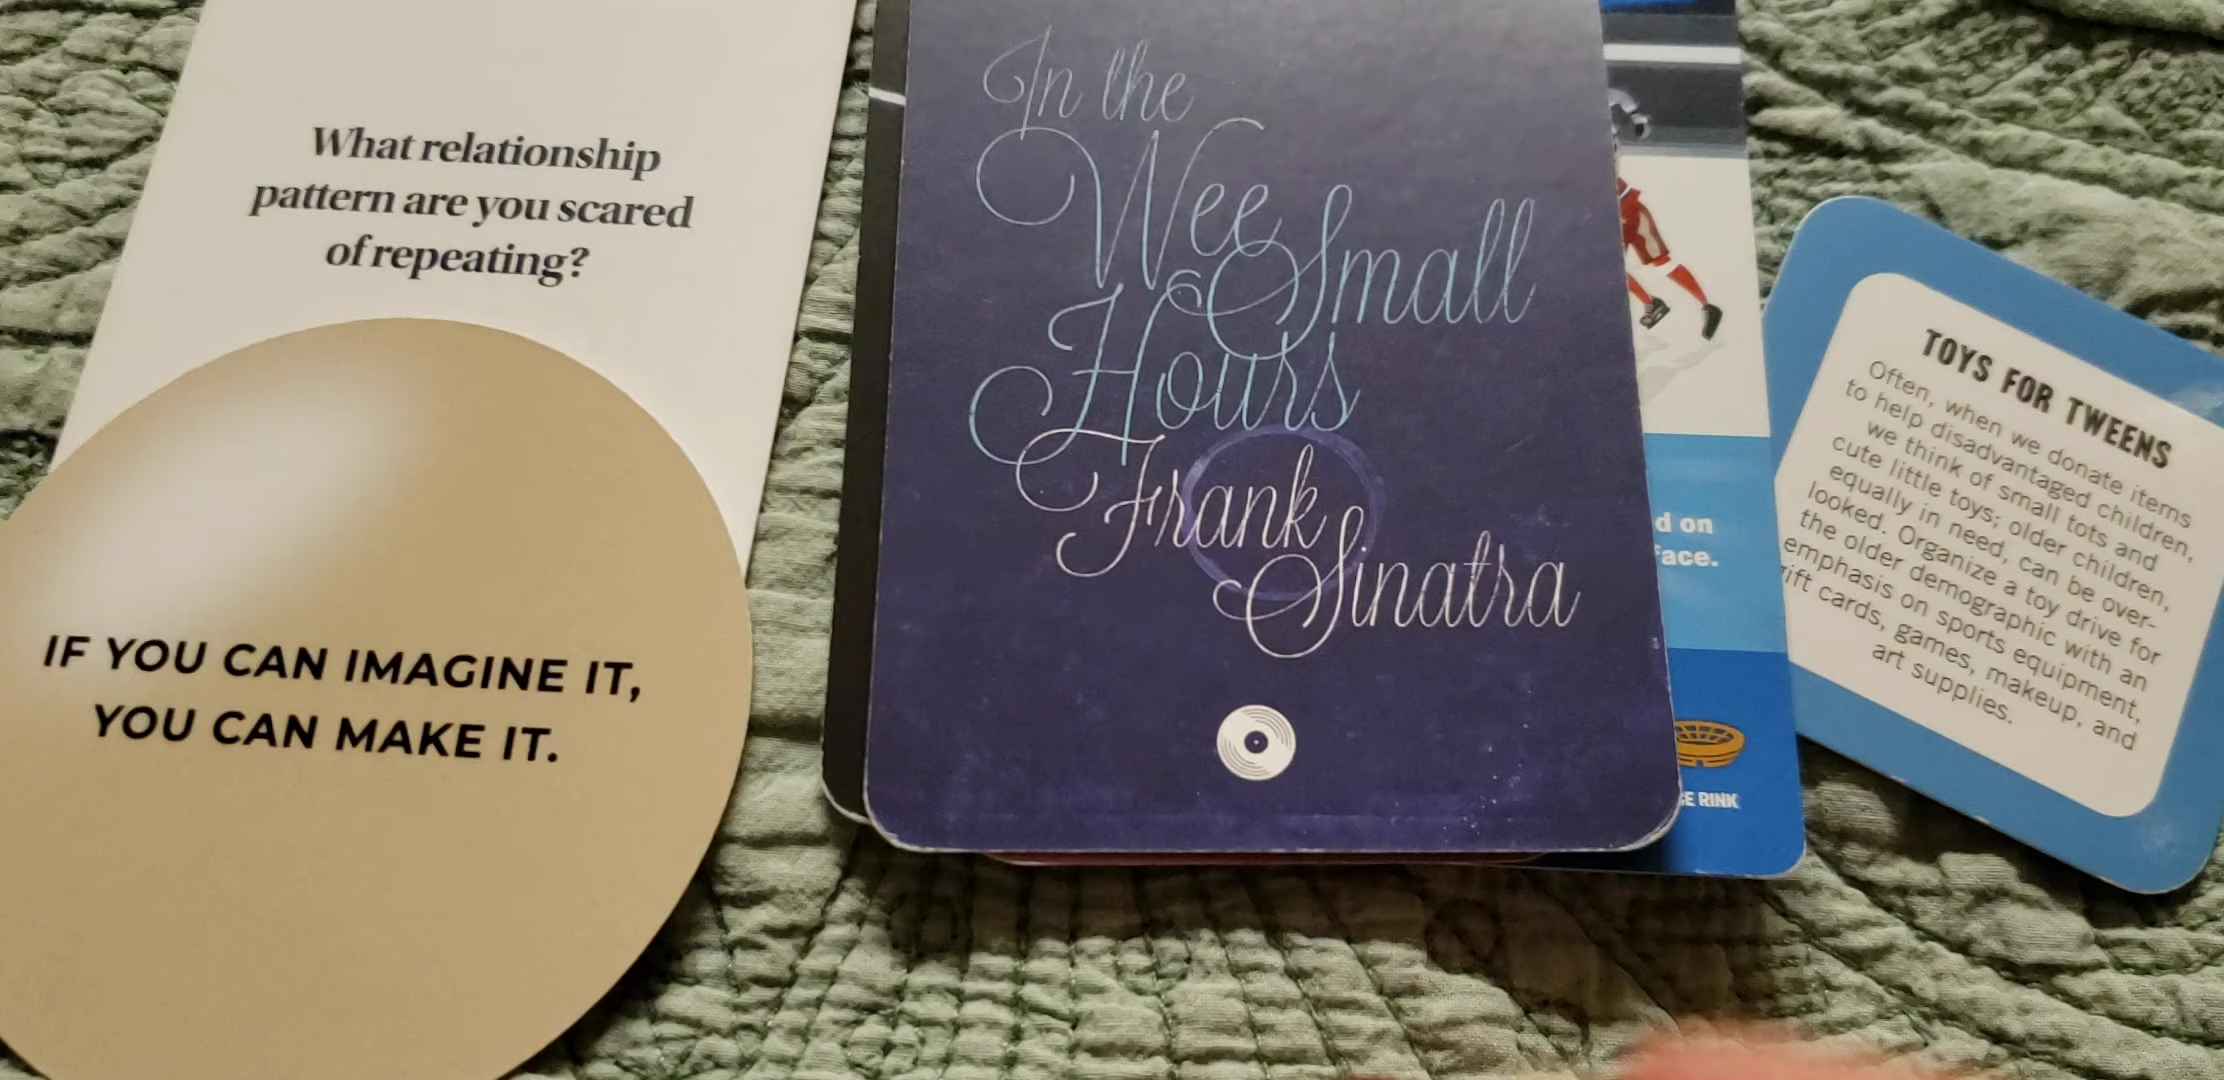 What relationship
pattern are you scared
of repeating?
IF YOU CAN IMAGINE IT,
YOU CAN MAKE IT.
In the
Wee Small
Hours
Frank
Sinatra
d on
ace.
E RINK
TOYS FOR TWEENS
Often, when we donate items
to help disadvantaged children,
we think of small tots and
cute little toys; older children,
equally in need, can be over-
looked. Organize a toy drive for
the older demographic with an
emphasis on sports equipment,
gift cards, games, makeup, and
art supplies.